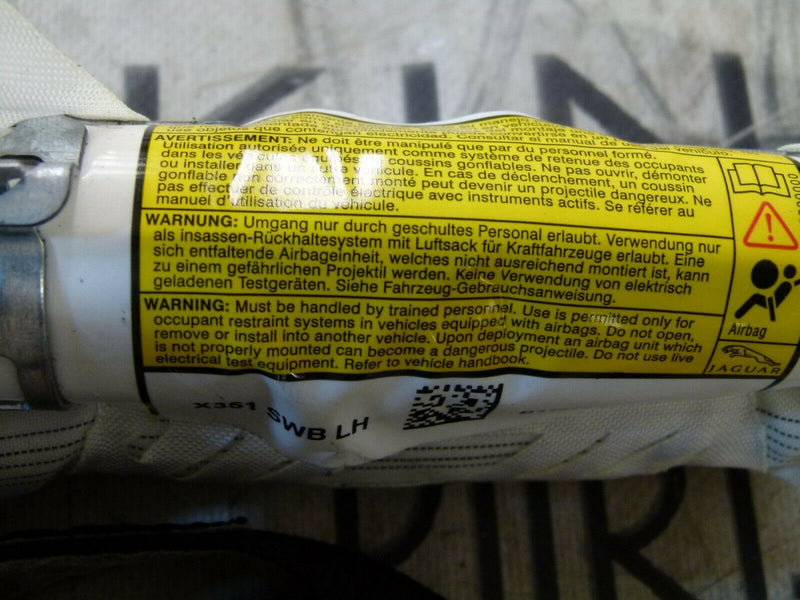 AVERTISSEMENT: Ne doit être manipulé que par du personnel formé.
Utilisation autorisée uniquement comme système de retenue des occupants
dans les coussins gonflables. Ne pas ouvrir, démonter
ou installer dans un véhicule. En cas de déclenchement, un coussin
gonflable non correctement monté peut devenir un projectile dangereux. Ne
pas effectuer de contrôle électrique avec instruments actifs. Se référer au
manuel d'utilisation du véhicule.
WARNUNG: Umgang nur durch geschultes Personal erlaubt. Verwendung nur
als insassen-Rückhaltesystem mit Luftsack für Kraftfahrzeuge erlaubt. Eine
sich entfaltende Airbageinheit, welches nicht ausreichend montiert ist, kann
zu einem gefährlichen Projektil werden. Keine Verwendung von elektrisch
geladenen Testgeräten. Siehe Fahrzeug-Gebrauchsanweisung.
WARNING: Must be handled by trained personnel. Use is permitted only for
occupant restraint systems in vehicles equipped with airbags. Do not open,
remove or install into another vehicle. Upon deployment an airbag unit which
is not properly mounted can become a dangerous projectile. Do not use live
electrical test equipment. Refer to vehicle handbook.
Airbag
JAGUAR
X351 SWB LH